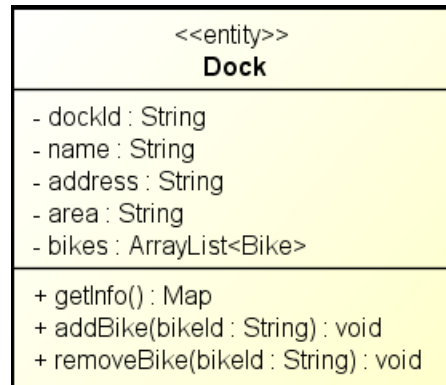 <<entity>>
Dock
- dockId : String
- name : String
- address : String
- area : String
- bikes : ArrayList<Bike>
+ getInfo() : Map
+ addBike(bikeId : String) : void
+ removeBike(bikeId : String) : void